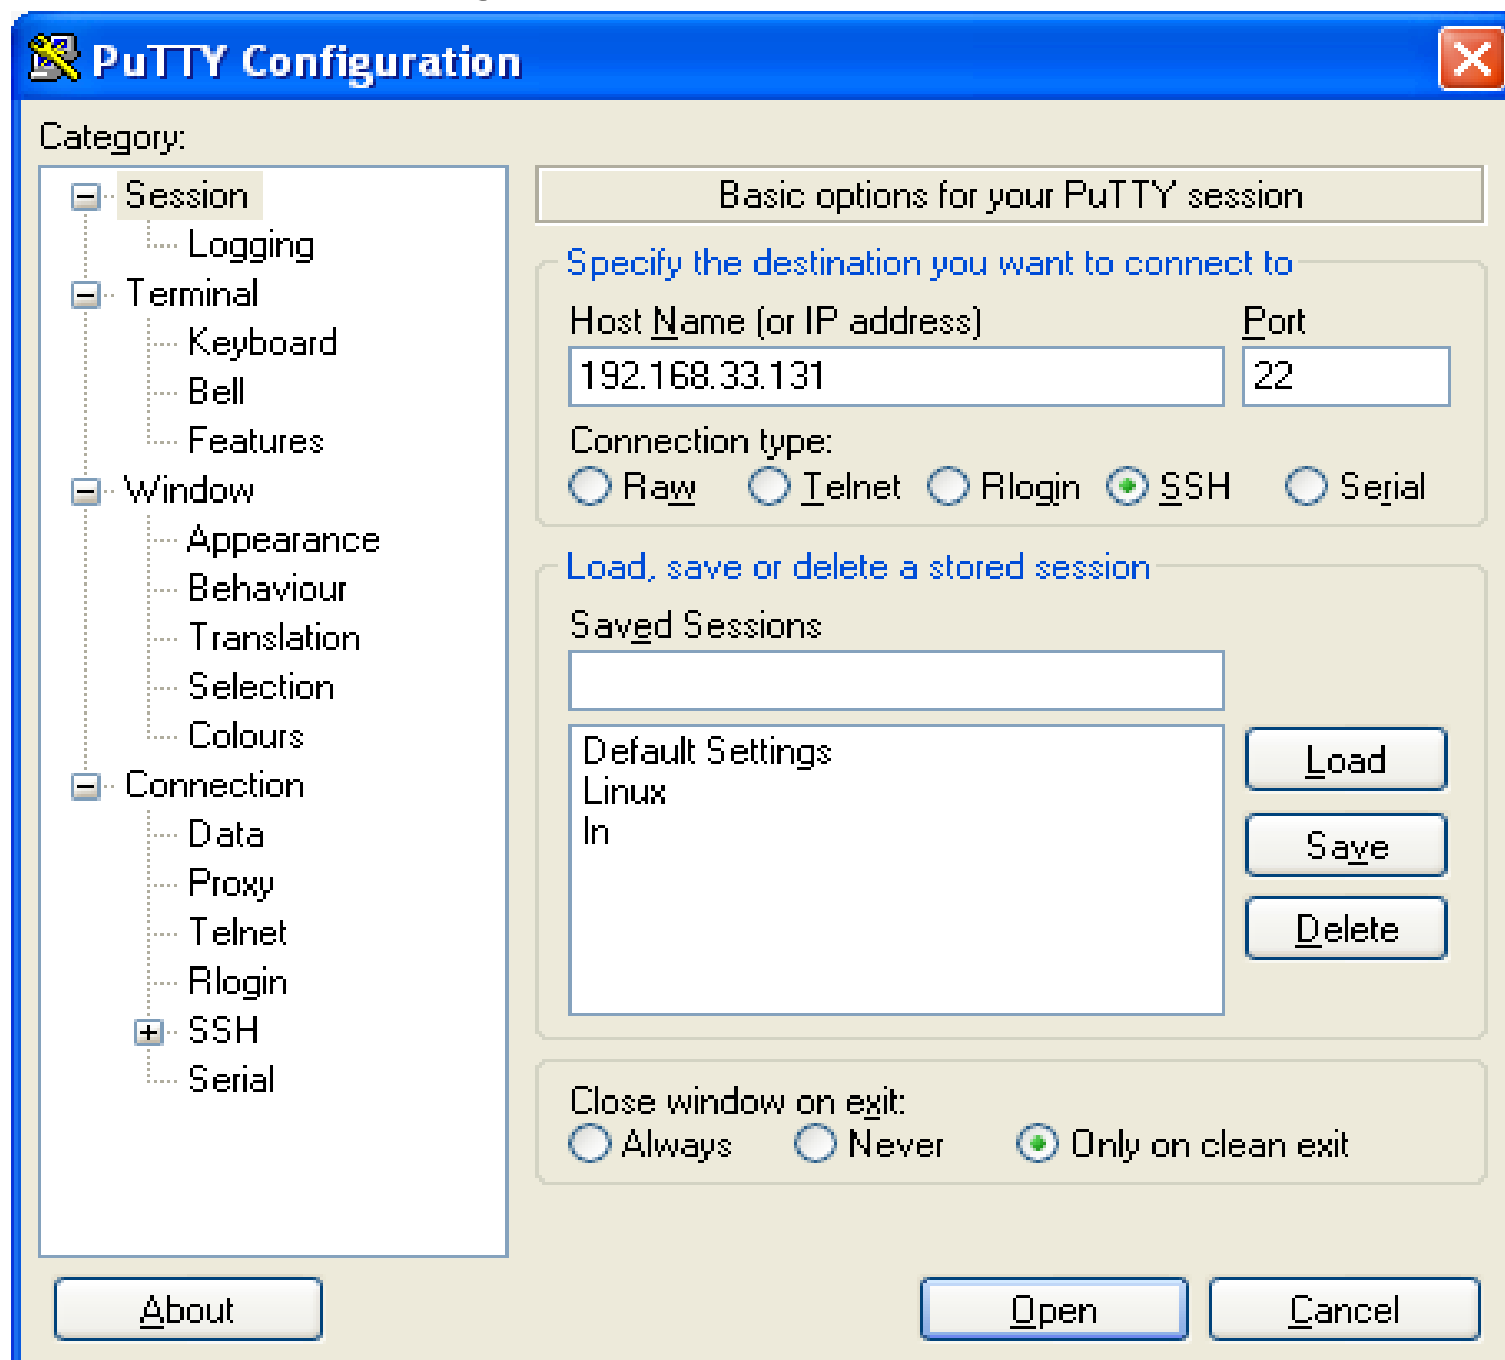 PuTTY Configuration
Category:
Session
Logging
Terminal
Keyboard
Bell
Features
Window
Appearance
Behaviour
Translation
Selection
Colours
Connection
Data
Proxy
Telnet
Rlogin
SSH
Serial
Basic options for your PuTTY session
Specify the destination you want to connect to
Host Name (or IP address) Port
192.168.33.131 22
Connection type:
Raw Telnet Rlogin SSH Serial
Load, save or delete a stored session
Saved Sessions
Default Settings
Linux
ln
Load
Save
Delete
Close window on exit:
Always Never Only on clean exit
About Open Cancel